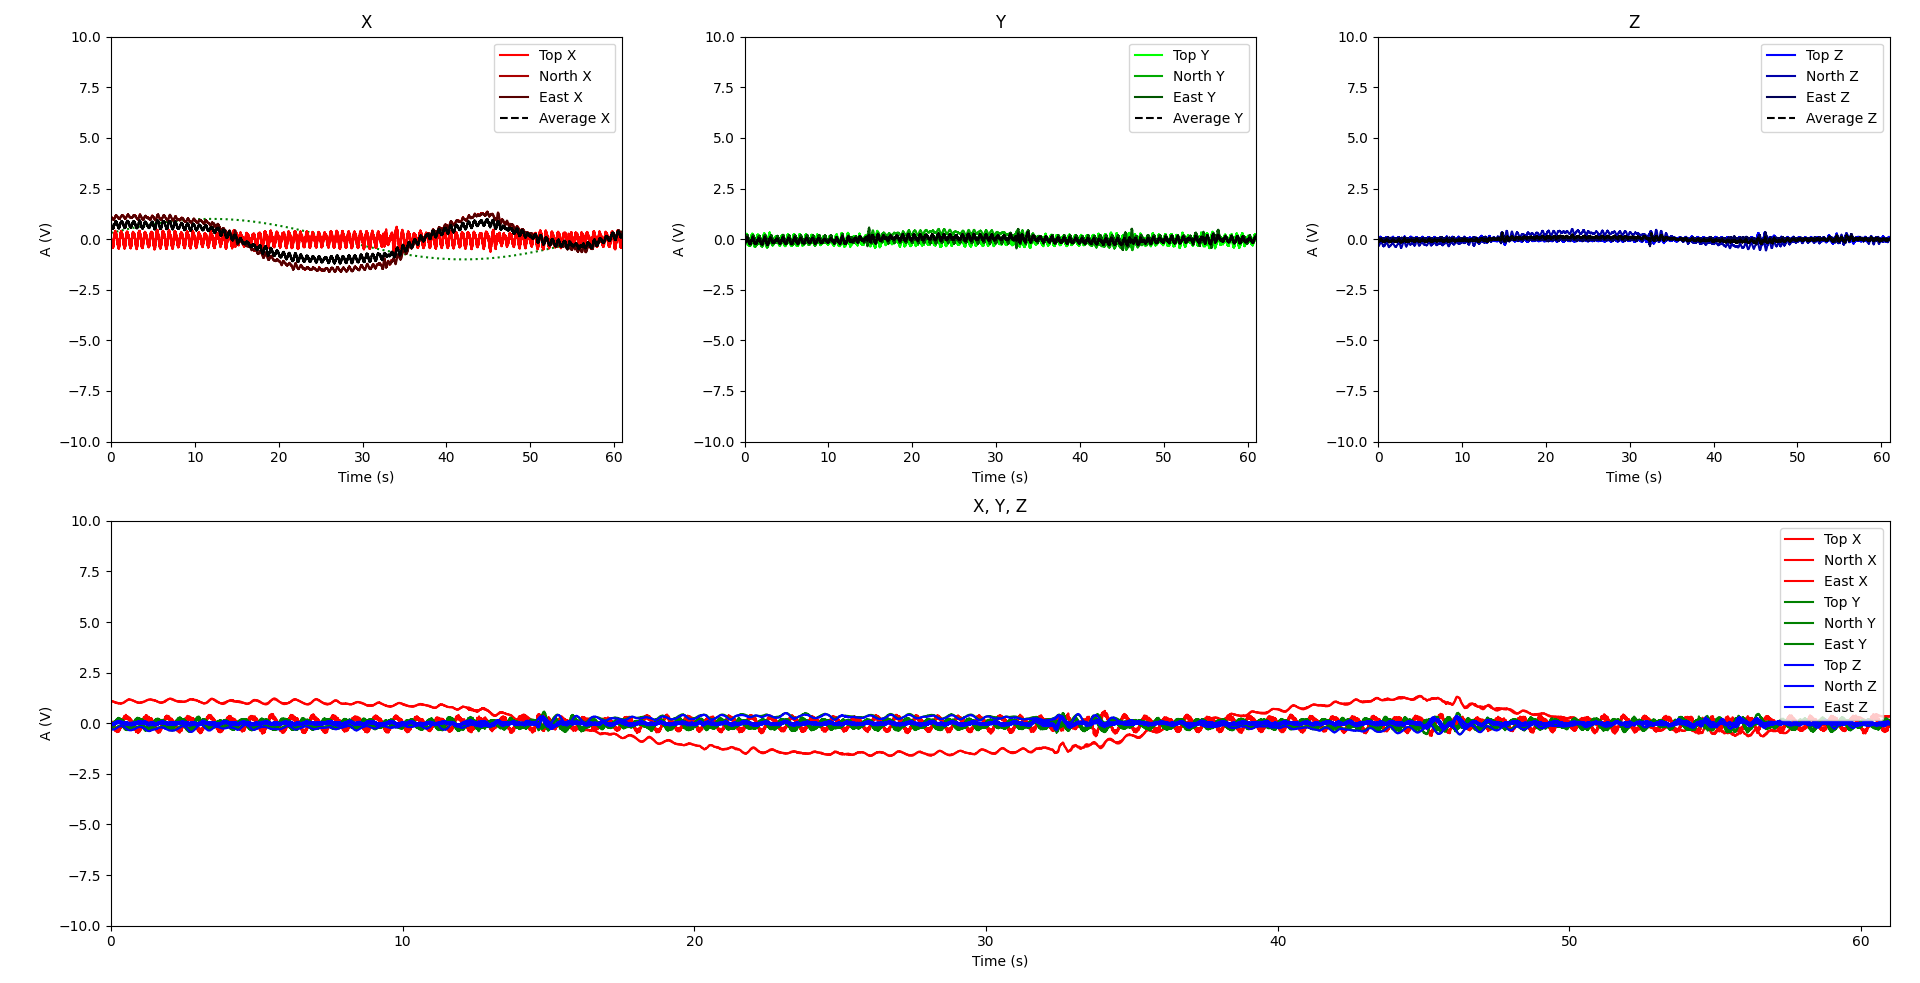 X
10.0
7.5
5.0
2.5
0.0
−2.5
−5.0
−7.5
−10.0
A (V)
0 10 20 30 40 50 60
Time (s)
Top X
North X
East X
Average X
Y
10.0
7.5
5.0
2.5
0.0
−2.5
−5.0
−7.5
−10.0
A (V)
0 10 20 30 40 50 60
Time (s)
Top Y
North Y
East Y
Average Y
Z
10.0
7.5
5.0
2.5
0.0
−2.5
−5.0
−7.5
−10.0
A (V)
0 10 20 30 40 50 60
Time (s)
Top Z
North Z
East Z
Average Z
X, Y, Z
10.0
7.5
5.0
2.5
0.0
−2.5
−5.0
−7.5
−10.0
A (V)
0 10 20 30 40 50 60
Time (s)
Top X
North X
East X
Top Y
North Y
East Y
Top Z
North Z
East Z